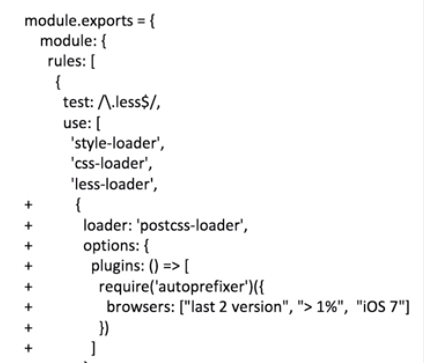 module.exports = {
module: {
rules: [
{
test: /\.less$/,
use: [
'style-loader',
'css-loader',
'less-loader',
+ {
+ loader: 'postcss-loader',
+ options: {
+ plugins: () => [
+ require('autoprefixer')({
+ browsers: ["last 2 version", "> 1%", "iOS 7"]
+ })
+ ]